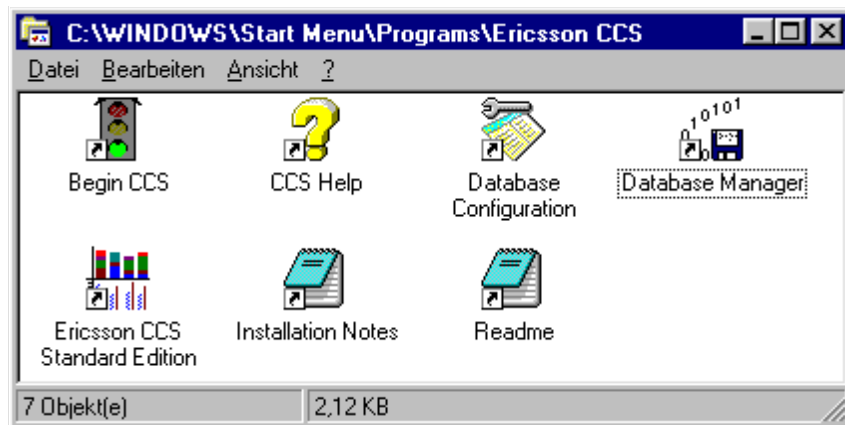 C:\WINDOWS\Start Menu\Programs\Ericsson CCS
Datei Bearbeiten Ansicht ?
10101
0
Begin CCS
CCS Help
Database
Configuration
Database Manager
Ericsson CCS
Standard Edition
Installation Notes
Readme
7 Objekt(e)
2,12 KB